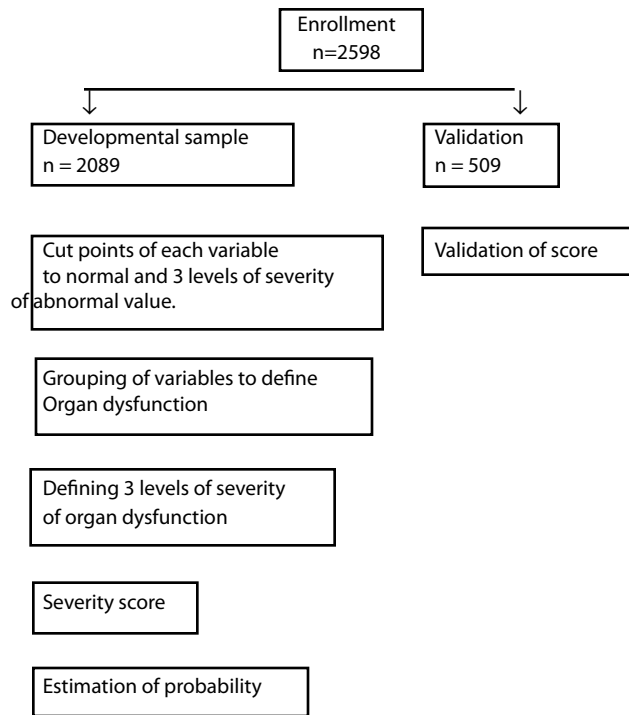 Enrollment
n=2598
Developmental sample
n = 2089
Validation
n = 509
Cut points of each variable
to normal and 3 levels of severity
of abnormal value.
Validation of score
Grouping of variables to define
Organ dysfunction
Defining 3 levels of severity
of organ dysfunction
Severity score
Estimation of probability